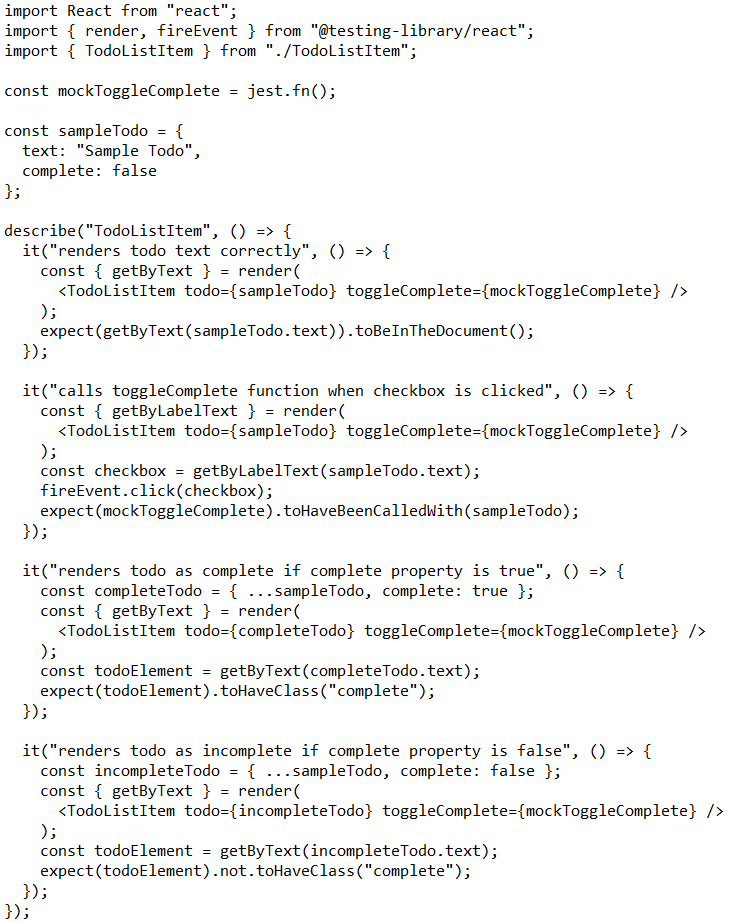 import React from "react";
import { render, fireEvent } from "@testing-library/react";
import { TodoListItem } from "./TodoListItem";

const mockToggleComplete = jest.fn();

const sampleTodo = {
  text: "Sample Todo",
  complete: false
};

describe("TodoListItem", () => {
  it("renders todo text correctly", () => {
    const { getByText } = render(
      <TodoListItem todo={sampleTodo} toggleComplete={mockToggleComplete} />
    );
    expect(getByText(sampleTodo.text)).toBeInTheDocument();
  });

  it("calls toggleComplete function when checkbox is clicked", () => {
    const { getByLabelText } = render(
      <TodoListItem todo={sampleTodo} toggleComplete={mockToggleComplete} />
    );
    const checkbox = getByLabelText(sampleTodo.text);
    fireEvent.click(checkbox);
    expect(mockToggleComplete).toHaveBeenCalledWith(sampleTodo);
  });

  it("renders todo as complete if complete property is true", () => {
    const completeTodo = { ...sampleTodo, complete: true };
    const { getByText } = render(
      <TodoListItem todo={completeTodo} toggleComplete={mockToggleComplete} />
    );
    const todoElement = getByText(completeTodo.text);
    expect(todoElement).toHaveClass("complete");
  });

  it("renders todo as incomplete if complete property is false", () => {
    const incompleteTodo = { ...sampleTodo, complete: false };
    const { getByText } = render(
      <TodoListItem todo={incompleteTodo} toggleComplete={mockToggleComplete} />
    );
    const todoElement = getByText(incompleteTodo.text);
    expect(todoElement).not.toHaveClass("complete");
  });
});